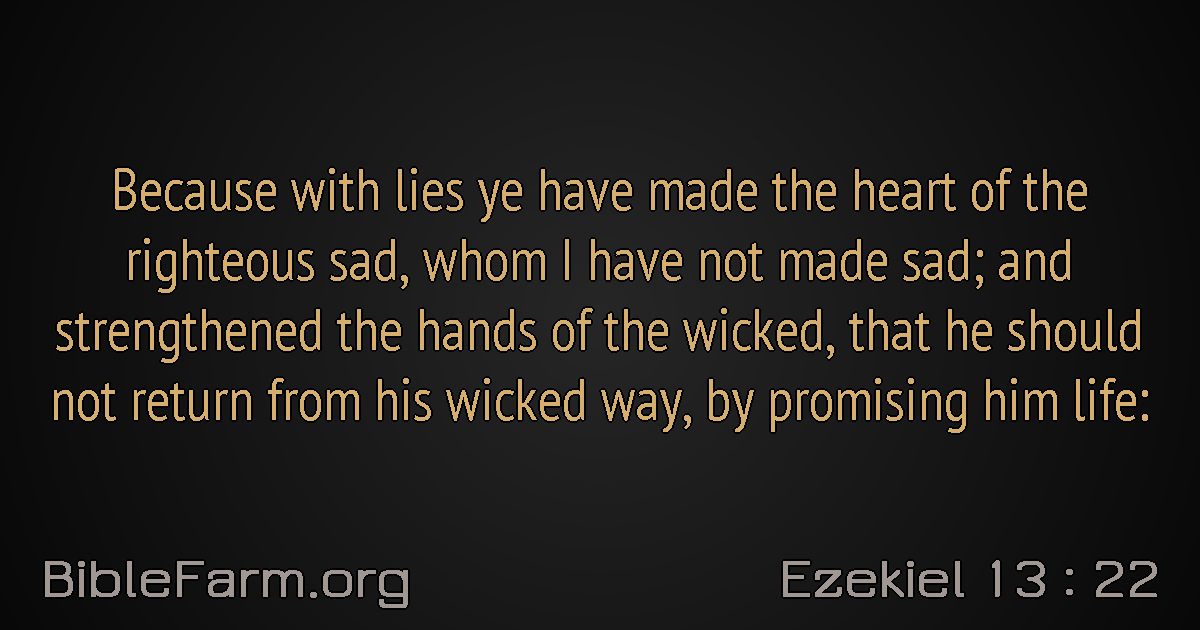 Because with lies ye have made the heart of the
righteous sad, whom I have not made sad; and
strengthened the hands of the wicked, that he should
not return from his wicked way, by promising him life:
BibleFarm.org
Ezekiel 13 : 22